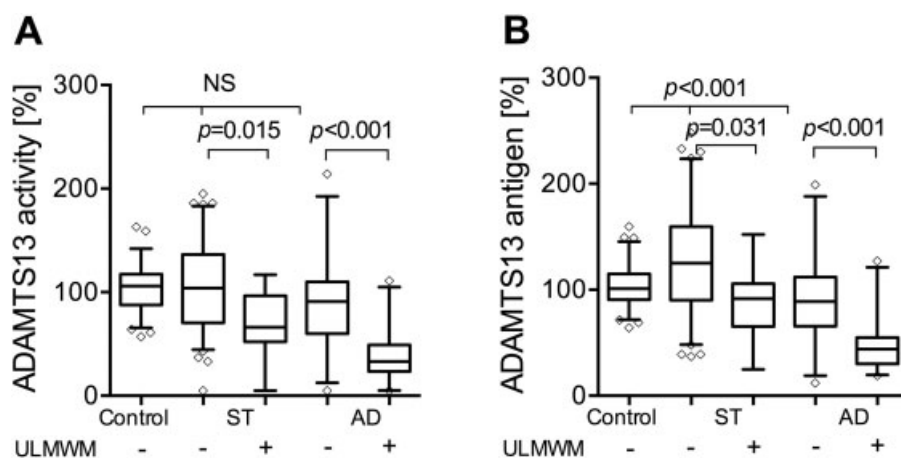 A
ADAMTS13 activity [%]
300
200
100
0
NS
p=0.015
p<0.001
Control
ST
AD
ULMWM
-
-
+
-
+
B
ADAMTS13 antigen [%]
300
200
100
0
p<0.001
p=0.031
p<0.001
Control
ST
AD
-
-
+
-
+